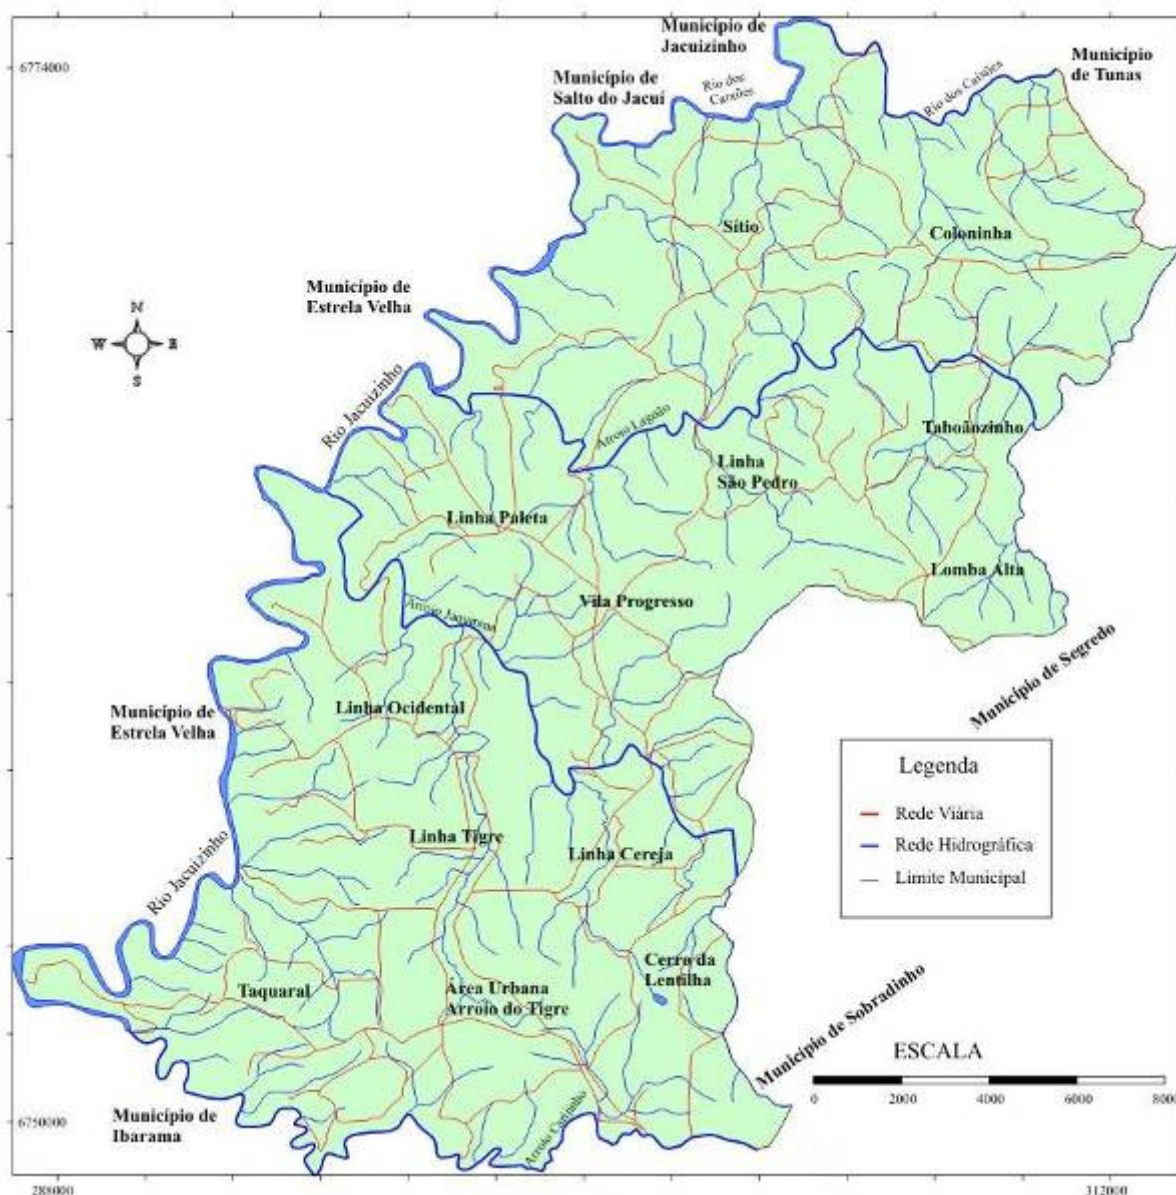 Município de
Jacuizinho
Município
de Tunas
6774000
Município de
Salto do Jacuí
Rio dos
Caixões
Rio dos Caixões
Sítio
Coloninha
Município de
Estrela Velha
N
W
E
S
Rio Jacuizinho
Arroio Lagoão
Taboãozinho
Linha
São Pedro
Linha Paleta
Lomba Alta
Vila Progresso
Município de Segredo
Linha Ocidental
Município de
Estrela Velha
Legenda
Rede Viária
Rede Hidrográfica
Limite Municipal
Linha Tigre
Linha Cereja
Rio Jacuizinho
Cerro da
Lentilha
Taquaral
Área Urbana
Arroio do Tigre
Município de Sobradinho
ESCALA
0
2000
4000
6000
8000
Município de
Ibarama
6750000
288000
312000